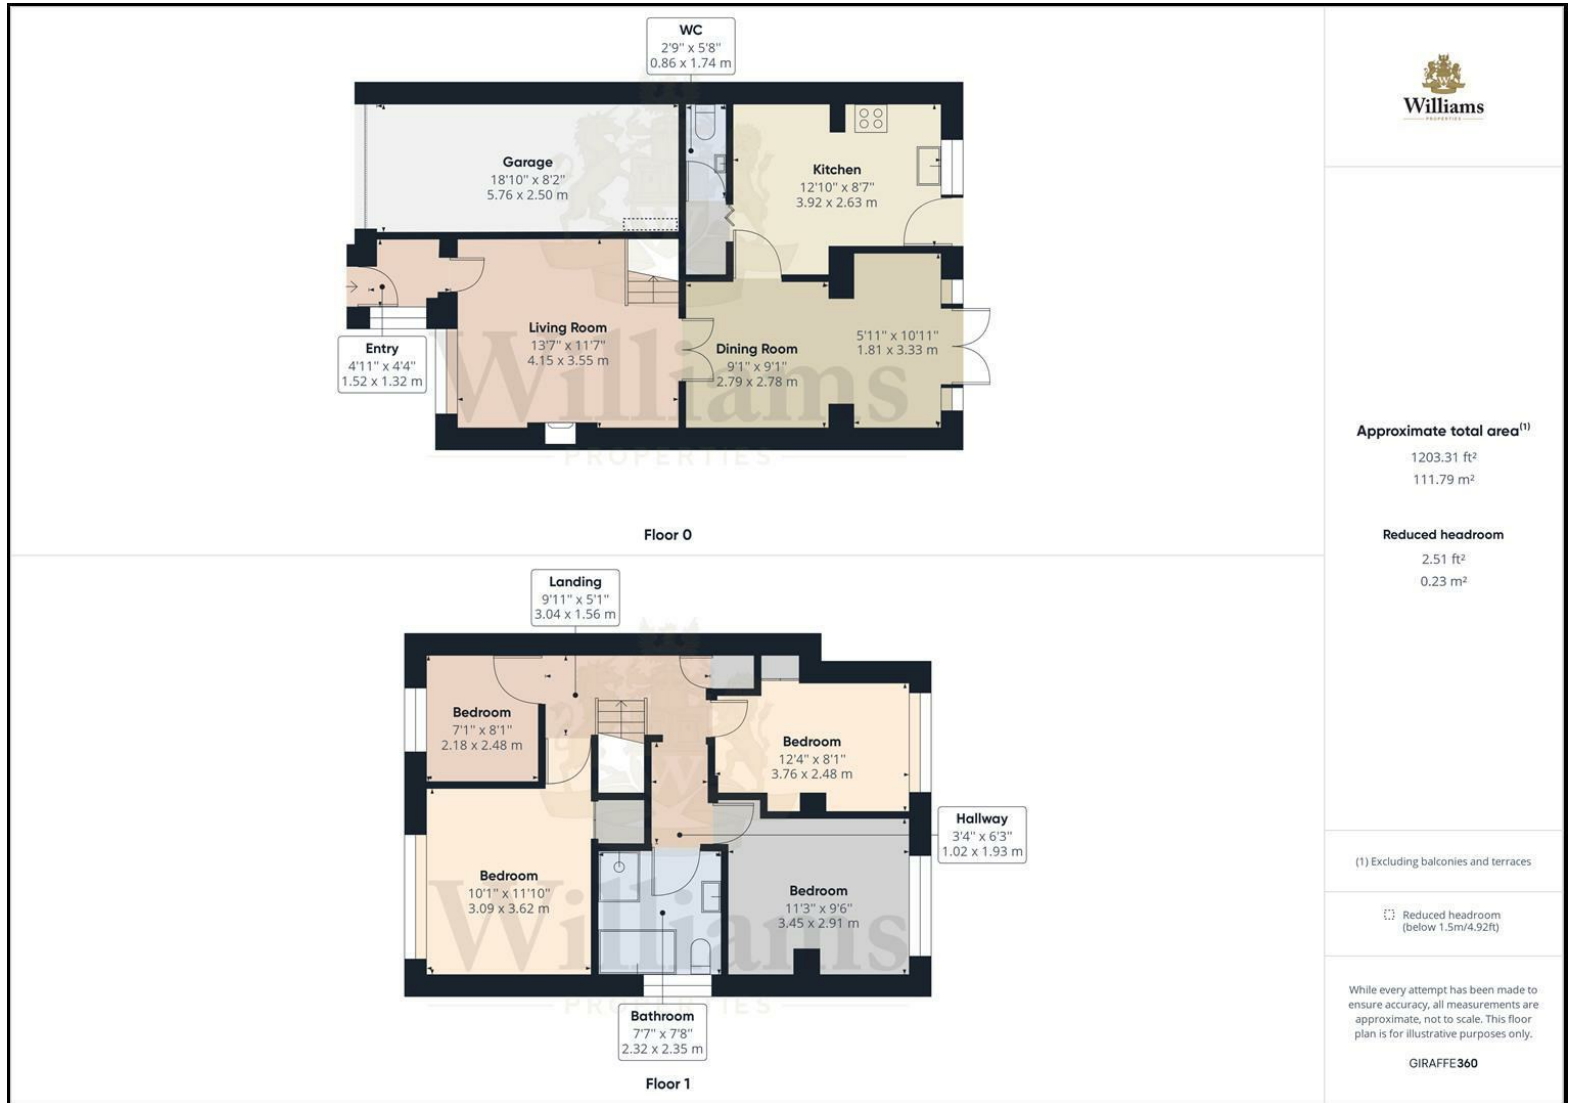 WC
2'9" x 5'8"
0.86 x 1.74 m
Garage
18'10" x 8'2"
5.76 x 2.50 m
Kitchen
12'10" x 8'7"
3.92 x 2.63 m
Living Room
13'7" x 11'7"
4.15 x 3.55 m
Entry
4'11" x 4'4"
1.52 x 1.32 m
Dining Room
9'1" x 9'1"
2.79 x 2.78 m
5'11" x 10'11"
1.81 x 3.33 m
Williams
PROPERTIES
Floor 0
Landing
9'11" x 5'1"
3.04 x 1.56 m
Bedroom
7'1" x 8'1"
2.18 x 2.48 m
Bedroom
12'4" x 8'1"
3.76 x 2.48 m
Hallway
3'4" x 6'3"
1.02 x 1.93 m
Bedroom
10'1" x 11'10"
3.09 x 3.62 m
Bedroom
11'3" x 9'6"
3.45 x 2.91 m
Williams
PROPERTIES
Bathroom
7'7" x 7'8"
2.32 x 2.35 m
Floor 1
W
Williams
PROPERTIES
Approximate total area(1)
1203.31 ft²
111.79 m²
Reduced headroom
2.51 ft²
0.23 m²
(1) Excluding balconies and terraces
Reduced headroom
(below 1.5m/4.92ft)
While every attempt has been made to
ensure accuracy, all measurements are
approximate, not to scale. This floor
plan is for illustrative purposes only.
GIRAFFE360